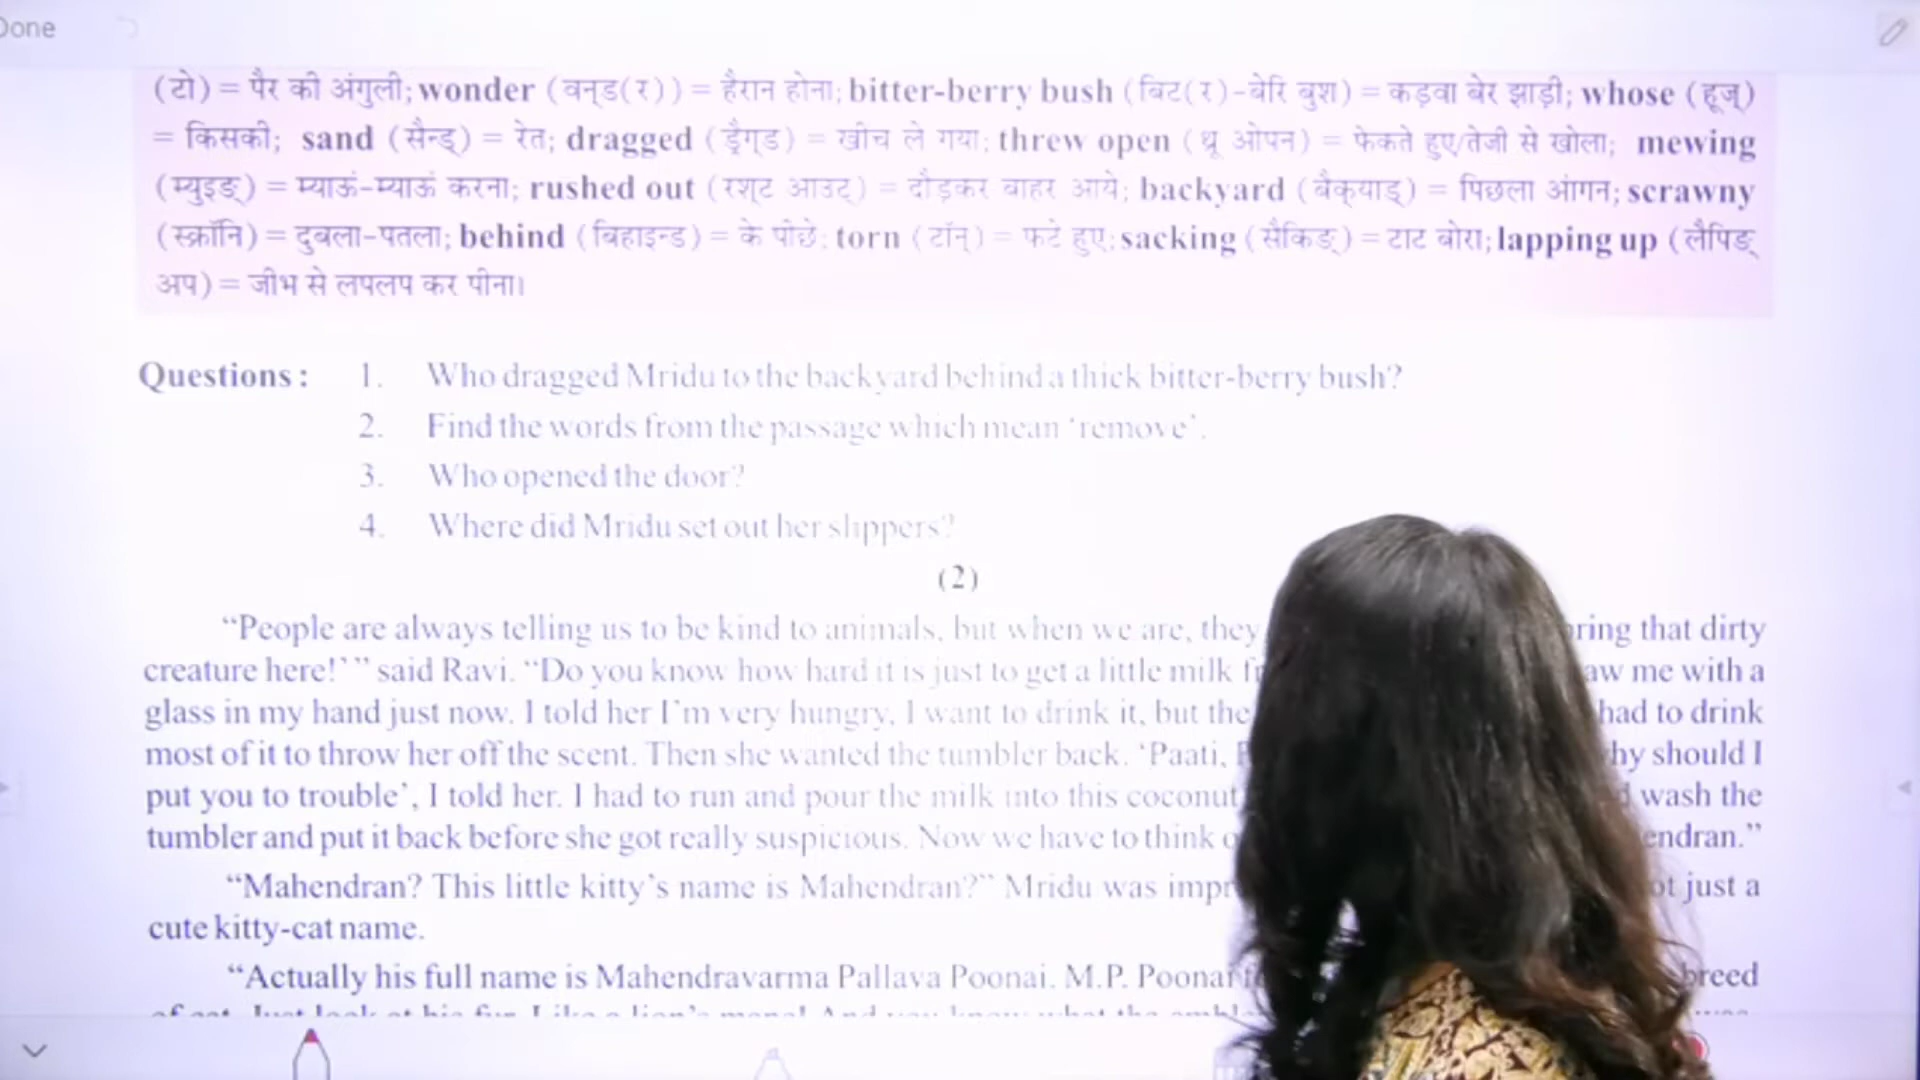 Done
(टो) = पैर की अंगुली; wonder (वन्ड(र)) = हैरान होना; bitter-berry bush (बिट(र)-बेरि बुश) = कड़वा बेर झाड़ी; whose (हूज़)
= किसकी; sand (सैन्ड्) = रेत; dragged (ड्रैग्ड) = खींच ले गया; threw open (थ्रू ओपन) = फेकते हुए/तेजी से खोला; mewing
(म्युइङ्) = म्याऊं-म्याऊं करना; rushed out (रश्ट आउट्) = दौड़कर बाहर आये; backyard (बैक्याड्) = पिछला आंगन; scrawny
(स्क्रॉनि) = दुबला-पतला; behind (बिहाइन्ड) = के पीछे; torn (टॉन्) = फटे हुए; sacking (सैकिङ्) = टाट बोरा; lapping up (लैपिङ्
अप) = जीभ से लपलप कर पीना।
Questions : 1. Who dragged Mridu to the backyard behind a thick bitter-berry bush?
2. Find the words from the passage which mean ‘remove’.
3. Who opened the door?
4. Where did Mridu set out her slippers?
(2)
“People are always telling us to be kind to animals, but when we are, they ring that dirty
creature here!’ ” said Ravi. “Do you know how hard it is just to get a little milk me with a
glass in my hand just now. I told her I’m very hungry, I want to drink it, but the had to drink
most of it to throw her off the scent. Then she wanted the tumbler back. ‘Paati, should I
put you to trouble’, I told her. I had to run and pour the milk into this coconut wash the
tumbler and put it back before she got really suspicious. Now we have to think endran.”
“Mahendran? This little kitty’s name is Mahendran?” Mridu was impr just a
cute kitty-cat name.
“Actually his full name is Mahendravarma Pallava Poonai. M.P. Poonai breed